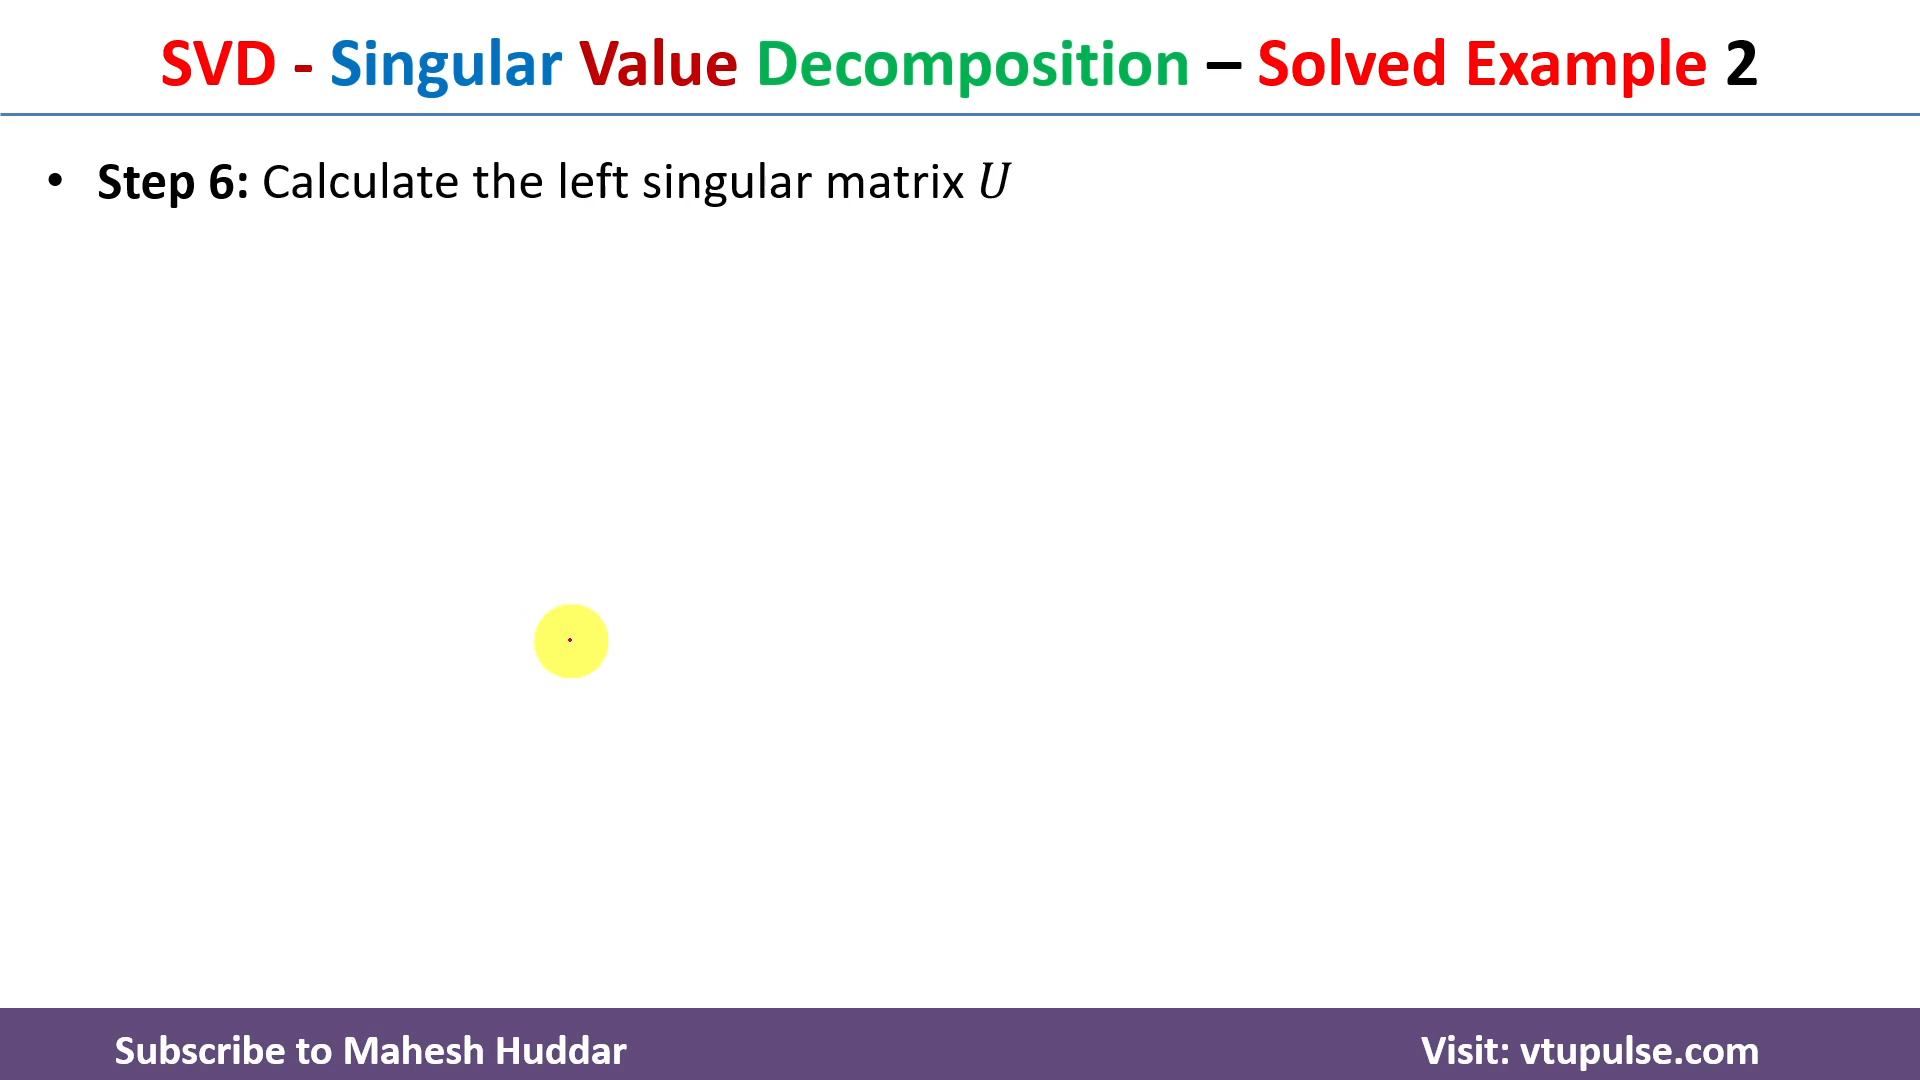 SVD - Singular Value Decomposition – Solved Example 2
• Step 6: Calculate the left singular matrix 𝑈
Subscribe to Mahesh Huddar
Visit: vtupulse.com